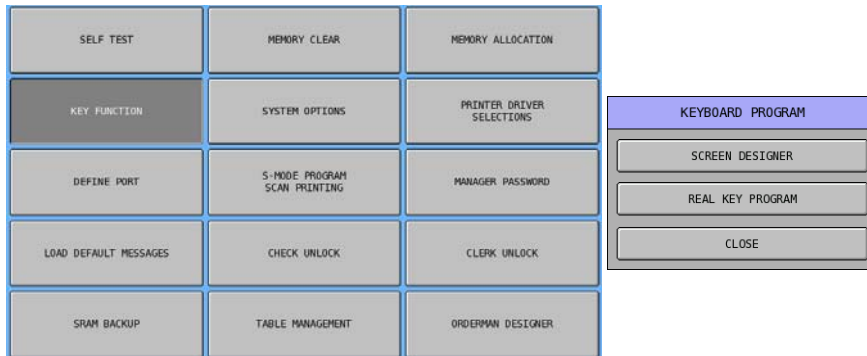 SELF TEST
MEMORY CLEAR
MEMORY ALLOCATION
KEY FUNCTION
SYSTEM OPTIONS
PRINTER DRIVER
SELECTIONS
DEFINE PORT
S-MODE PROGRAM
SCAN PRINTING
MANAGER PASSWORD
LOAD DEFAULT MESSAGES
CHECK UNLOCK
CLERK UNLOCK
SRAM BACKUP
TABLE MANAGEMENT
ORDERMAN DESIGNER
KEYBOARD PROGRAM
SCREEN DESIGNER
REAL KEY PROGRAM
CLOSE